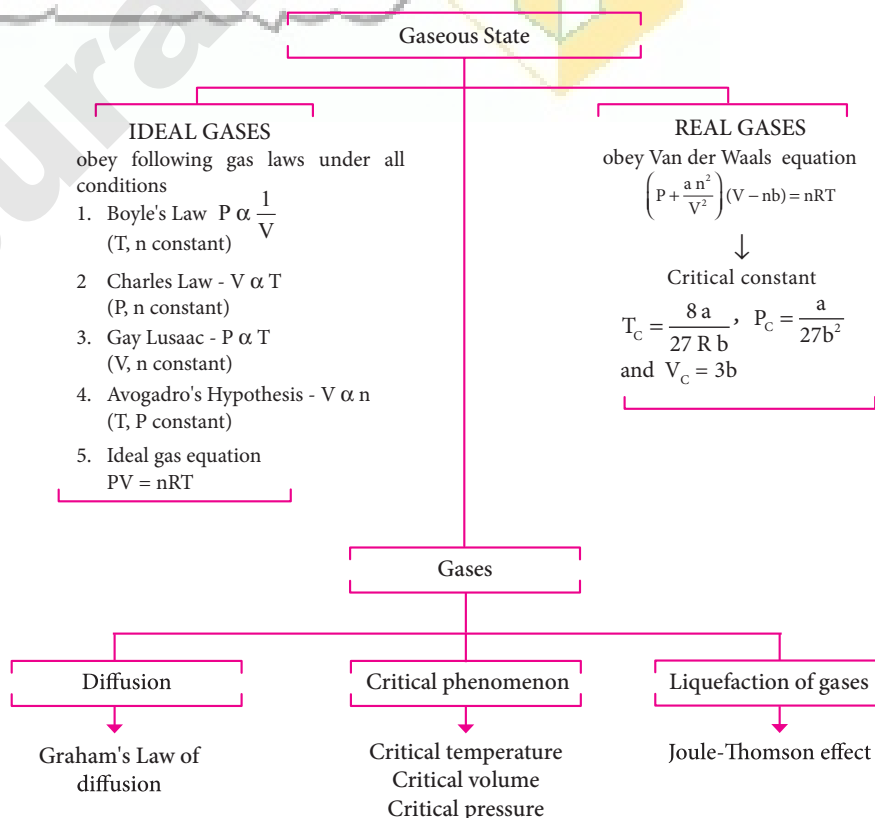 Gaseous State
IDEAL GASES
obey following gas laws under all
conditions
1. Boyle's Law P α 1/V
(T, n constant)
2 Charles Law - V α T
(P, n constant)
3. Gay Lusaac - P α T
(V, n constant)
4. Avogadro's Hypothesis - V α n
(T, P constant)
5. Ideal gas equation
PV = nRT
REAL GASES
obey Van der Waals equation
(P + a n²/V²) (V − nb) = nRT
↓
Critical constant
T_C = 8 a/27 R b, P_C = a/27b²
and V_C = 3b
Gases
Diffusion
Graham's Law of
diffusion
Critical phenomenon
Critical temperature
Critical volume
Critical pressure
Liquefaction of gases
Joule-Thomson effect